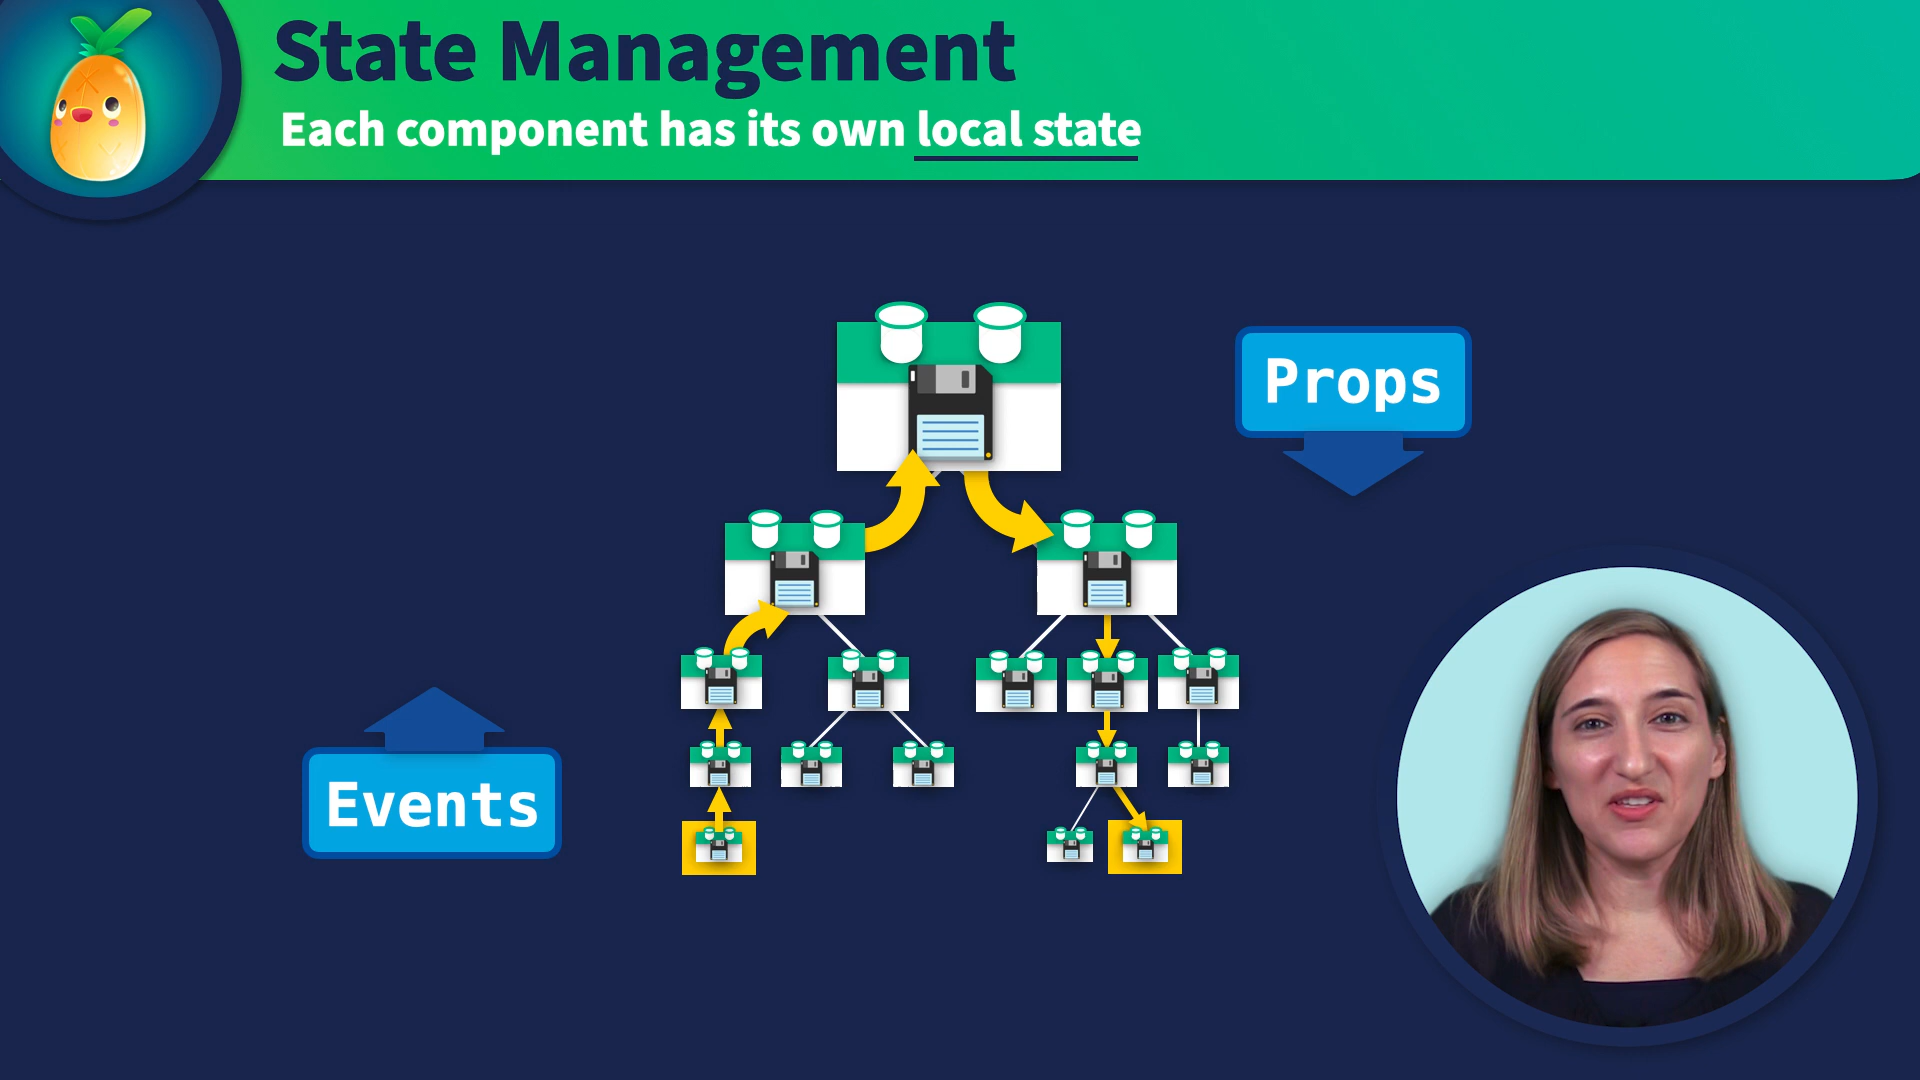 State Management
Each component has its own local state
Props
Events